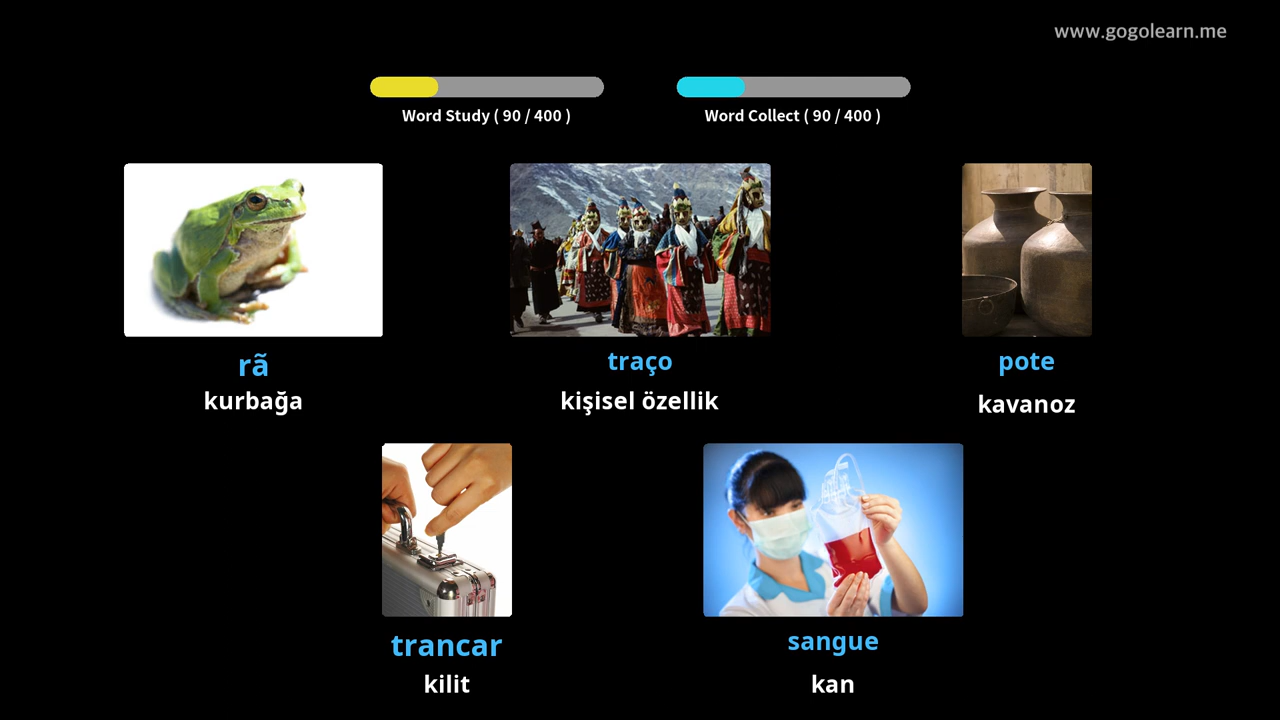 www.gogolearn.me
Word Study ( 90 / 400 )
Word Collect ( 90 / 400 )
rã
kurbağa
traço
kişisel özellik
pote
kavanoz
trancar
kilit
sangue
kan